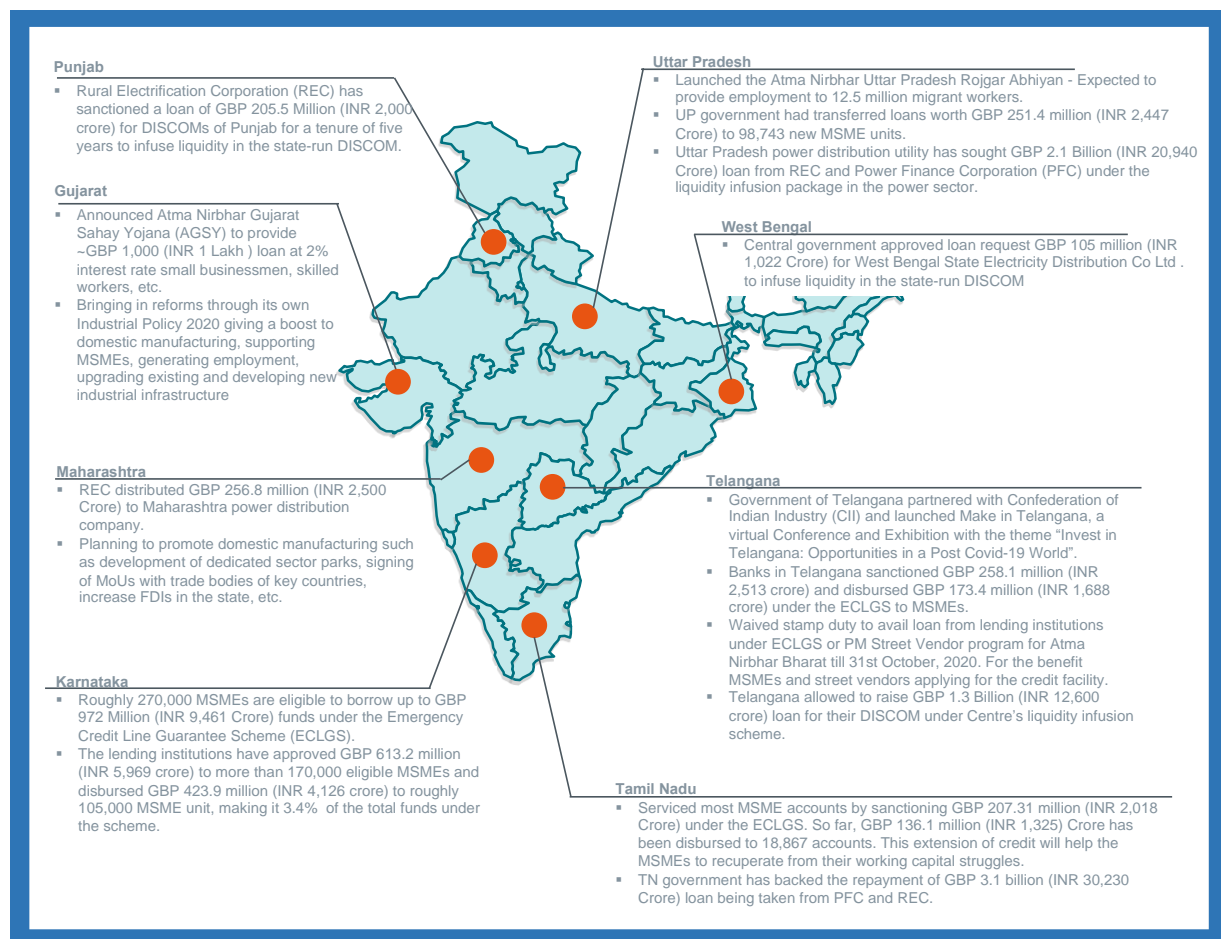 Punjab
▪ Rural Electrification Corporation (REC) has
sanctioned a loan of GBP 205.5 Million (INR 2,000
crore) for DISCOMs of Punjab for a tenure of five
years to infuse liquidity in the state-run DISCOM.
Gujarat
▪ Announced Atma Nirbhar Gujarat
Sahay Yojana (AGSY) to provide
~GBP 1,000 (INR 1 Lakh ) loan at 2%
interest rate small businessmen, skilled
workers, etc.
▪ Bringing in reforms through its own
Industrial Policy 2020 giving a boost to
domestic manufacturing, supporting
MSMEs, generating employment,
upgrading existing and developing new
industrial infrastructure
Maharashtra
▪ REC distributed GBP 256.8 million (INR 2,500
Crore) to Maharashtra power distribution
company.
▪ Planning to promote domestic manufacturing such
as development of dedicated sector parks, signing
of MoUs with trade bodies of key countries,
increase FDIs in the state, etc.
Karnataka
▪ Roughly 270,000 MSMEs are eligible to borrow up to GBP
972 Million (INR 9,461 Crore) funds under the Emergency
Credit Line Guarantee Scheme (ECLGS).
▪ The lending institutions have approved GBP 613.2 million
(INR 5,969 crore) to more than 170,000 eligible MSMEs and
disbursed GBP 423.9 million (INR 4,126 crore) to roughly
105,000 MSME unit, making it 3.4% of the total funds under
the scheme.
Uttar Pradesh
▪ Launched the Atma Nirbhar Uttar Pradesh Rojgar Abhiyan - Expected to
provide employment to 12.5 million migrant workers.
▪ UP government had transferred loans worth GBP 251.4 million (INR 2,447
Crore) to 98,743 new MSME units.
▪ Uttar Pradesh power distribution utility has sought GBP 2.1 Billion (INR 20,940
Crore) loan from REC and Power Finance Corporation (PFC) under the
liquidity infusion package in the power sector.
West Bengal
▪ Central government approved loan request GBP 105 million (INR
1,022 Crore) for West Bengal State Electricity Distribution Co Ltd .
to infuse liquidity in the state-run DISCOM
Telangana
▪ Government of Telangana partnered with Confederation of
Indian Industry (CII) and launched Make in Telangana, a
virtual Conference and Exhibition with the theme “Invest in
Telangana: Opportunities in a Post Covid-19 World”.
▪ Banks in Telangana sanctioned GBP 258.1 million (INR
2,513 crore) and disbursed GBP 173.4 million (INR 1,688
crore) under the ECLGS to MSMEs.
▪ Waived stamp duty to avail loan from lending institutions
under ECLGS or PM Street Vendor program for Atma
Nirbhar Bharat till 31st October, 2020. For the benefit
MSMEs and street vendors applying for the credit facility.
▪ Telangana allowed to raise GBP 1.3 Billion (INR 12,600
crore) loan for their DISCOM under Centre’s liquidity infusion
scheme.
Tamil Nadu
▪ Serviced most MSME accounts by sanctioning GBP 207.31 million (INR 2,018
Crore) under the ECLGS. So far, GBP 136.1 million (INR 1,325) Crore has
been disbursed to 18,867 accounts. This extension of credit will help the
MSMEs to recuperate from their working capital struggles.
▪ TN government has backed the repayment of GBP 3.1 billion (INR 30,230
Crore) loan being taken from PFC and REC.